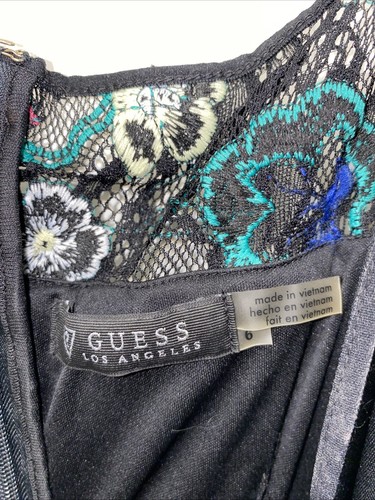 GUESS
LOS ANGELES
made in vietnam
hecho en vietnam
fait en vietnam
6